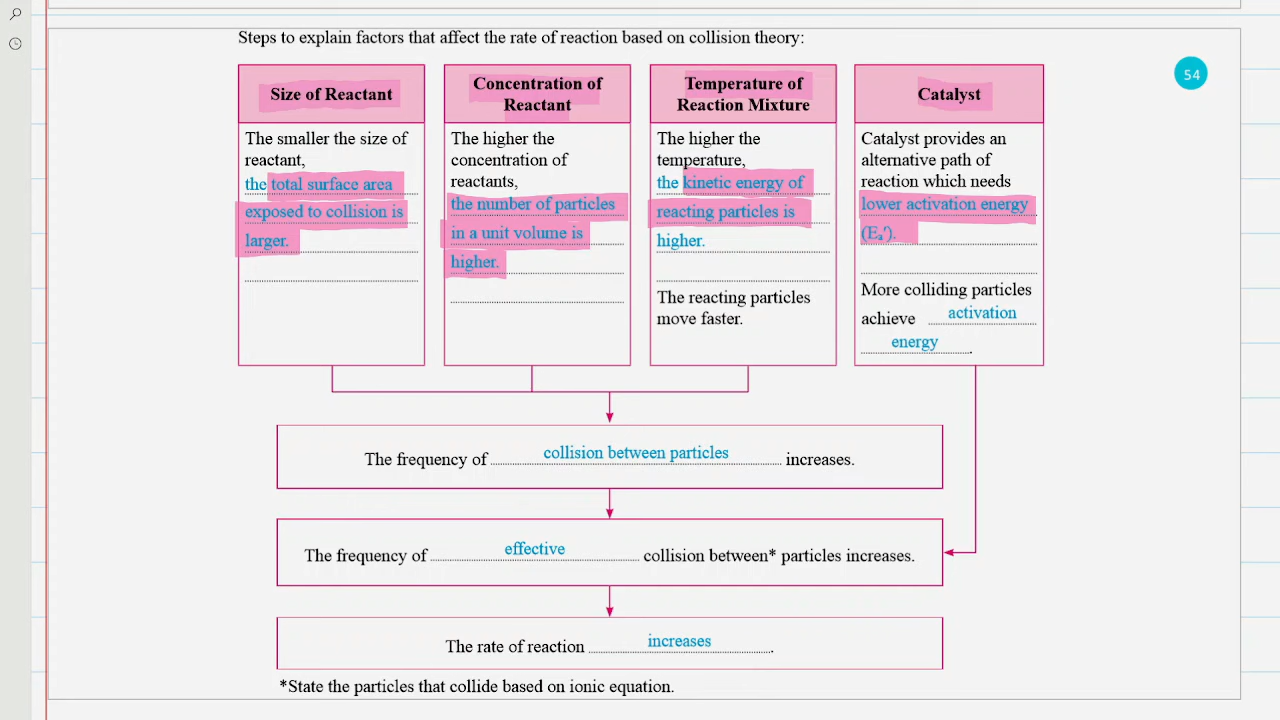 Steps to explain factors that affect the rate of reaction based on collision theory:
54
Size of Reactant
The smaller the size of
reactant,
the total surface area
exposed to collision is
larger.
Concentration of
Reactant
The higher the
concentration of
reactants,
the number of particles
in a unit volume is
higher.
Temperature of
Reaction Mixture
The higher the
temperature,
the kinetic energy of
reacting particles is
higher.
The reacting particles
move faster.
Catalyst
Catalyst provides an
alternative path of
reaction which needs
lower activation energy
(Eₐ′).
More colliding particles
achieve activation
energy.
The frequency of collision between particles increases.
The frequency of effective collision between* particles increases.
The rate of reaction increases.
*State the particles that collide based on ionic equation.